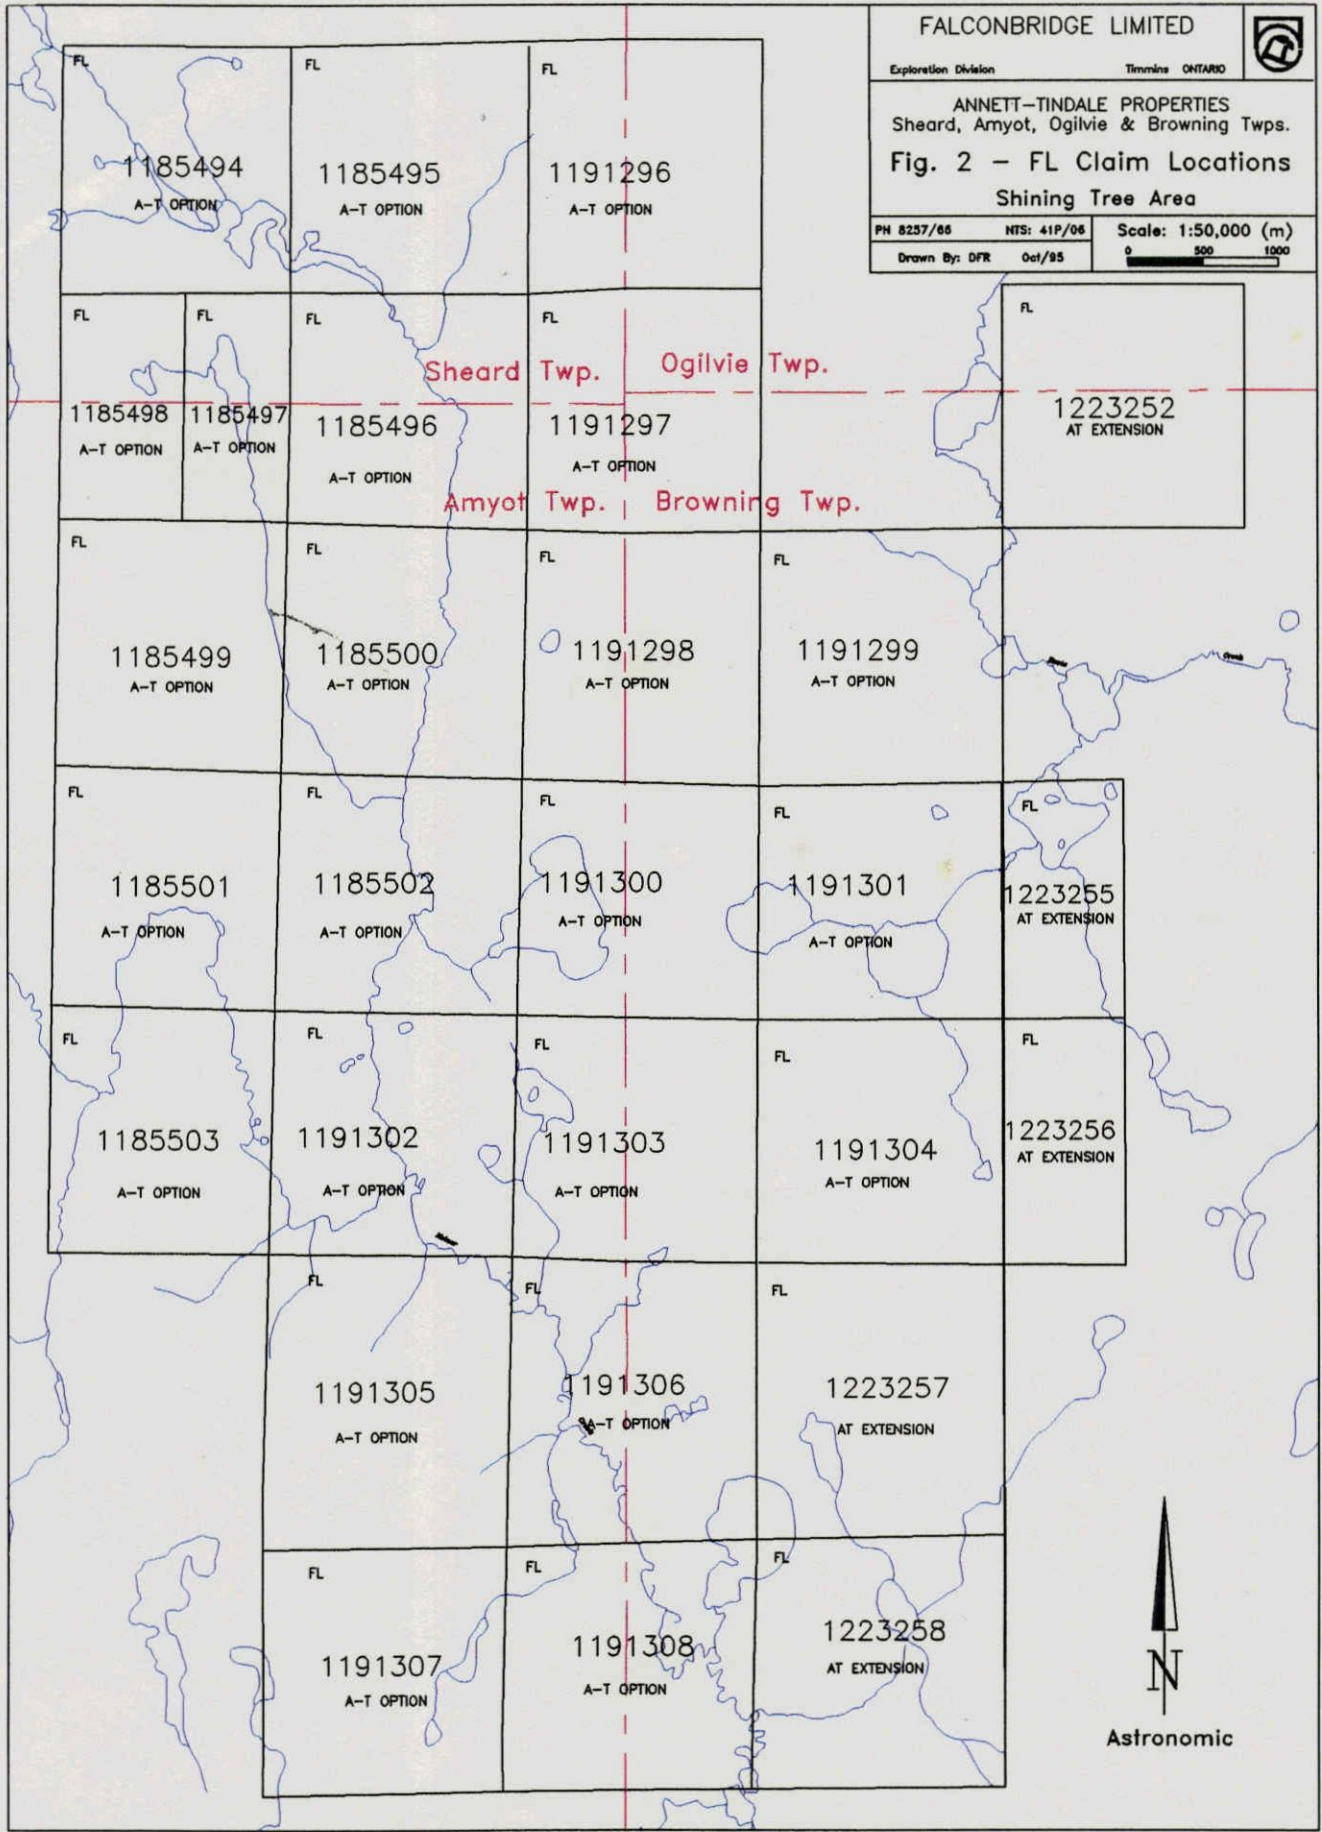 FALCONBRIDGE LIMITED
Exploration Division Timmins ONTARIO
ANNETT-TINDALE PROPERTIES
Sheard, Amyot, Ogilvie & Browning Twps.
Fig. 2 - FL Claim Locations
Shining Tree Area
PN 8257/66 NTS: 41P/06
Drawn By: DFR Oct/95
Scale: 1:50,000 (m)
0 500 1000
FL FL FL
1185494 1185495 1191296
A-T OPTION A-T OPTION A-T OPTION
FL FL FL FL FL
Sheard Twp. Ogilvie Twp.
1185498 1185497 1185496 1191297 1223252
A-T OPTION A-T OPTION A-T OPTION A-T OPTION AT EXTENSION
Amyot Twp. Browning Twp.
FL FL FL FL
1185499 1185500 1191298 1191299
A-T OPTION A-T OPTION A-T OPTION A-T OPTION
Creek
FL FL FL FL FL
1185501 1185502 1191300 1191301 1223255
A-T OPTION A-T OPTION A-T OPTION A-T OPTION AT EXTENSION
FL FL FL FL FL
1185503 1191302 1191303 1191304 1223256
A-T OPTION A-T OPTION A-T OPTION A-T OPTION AT EXTENSION
FL FL FL
1191305 1191306 1223257
A-T OPTION A-T OPTION AT EXTENSION
FL FL FL
1191307 1191308 1223258
A-T OPTION A-T OPTION AT EXTENSION
N
Astronomic